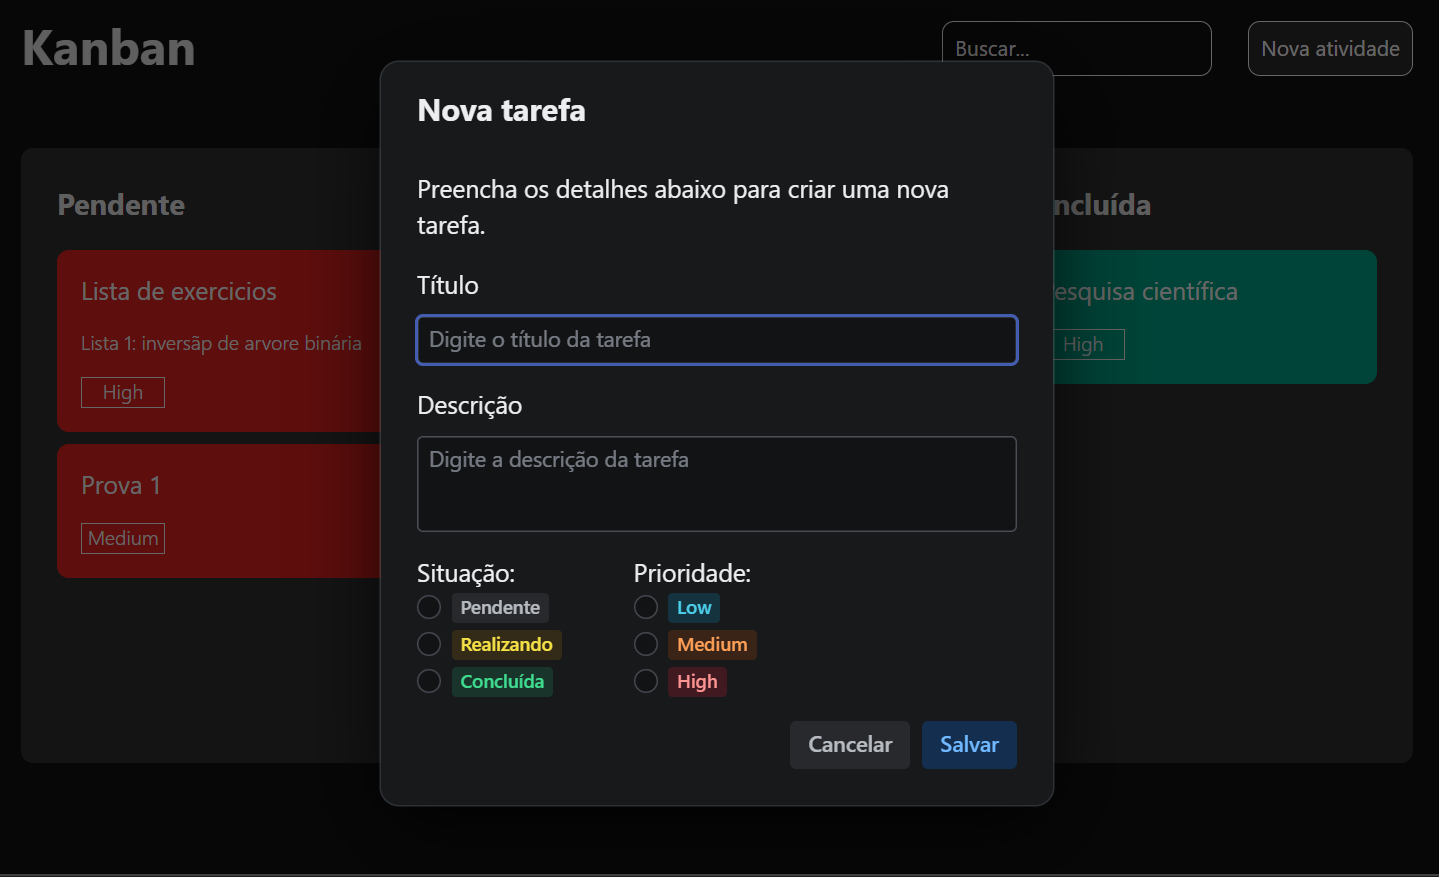 Kanban
Buscar...
Nova atividade
Nova tarefa
Preencha os detalhes abaixo para criar uma nova
tarefa.
Título
Digite o título da tarefa
Descrição
Digite a descrição da tarefa
Situação:
Pendente
Realizando
Concluída
Prioridade:
Low
Medium
High
Cancelar
Salvar
Pendente
Lista de exercicios
Lista 1: inversãp de arvore binária
High
Prova 1
Medium
ncluída
esquisa científica
High